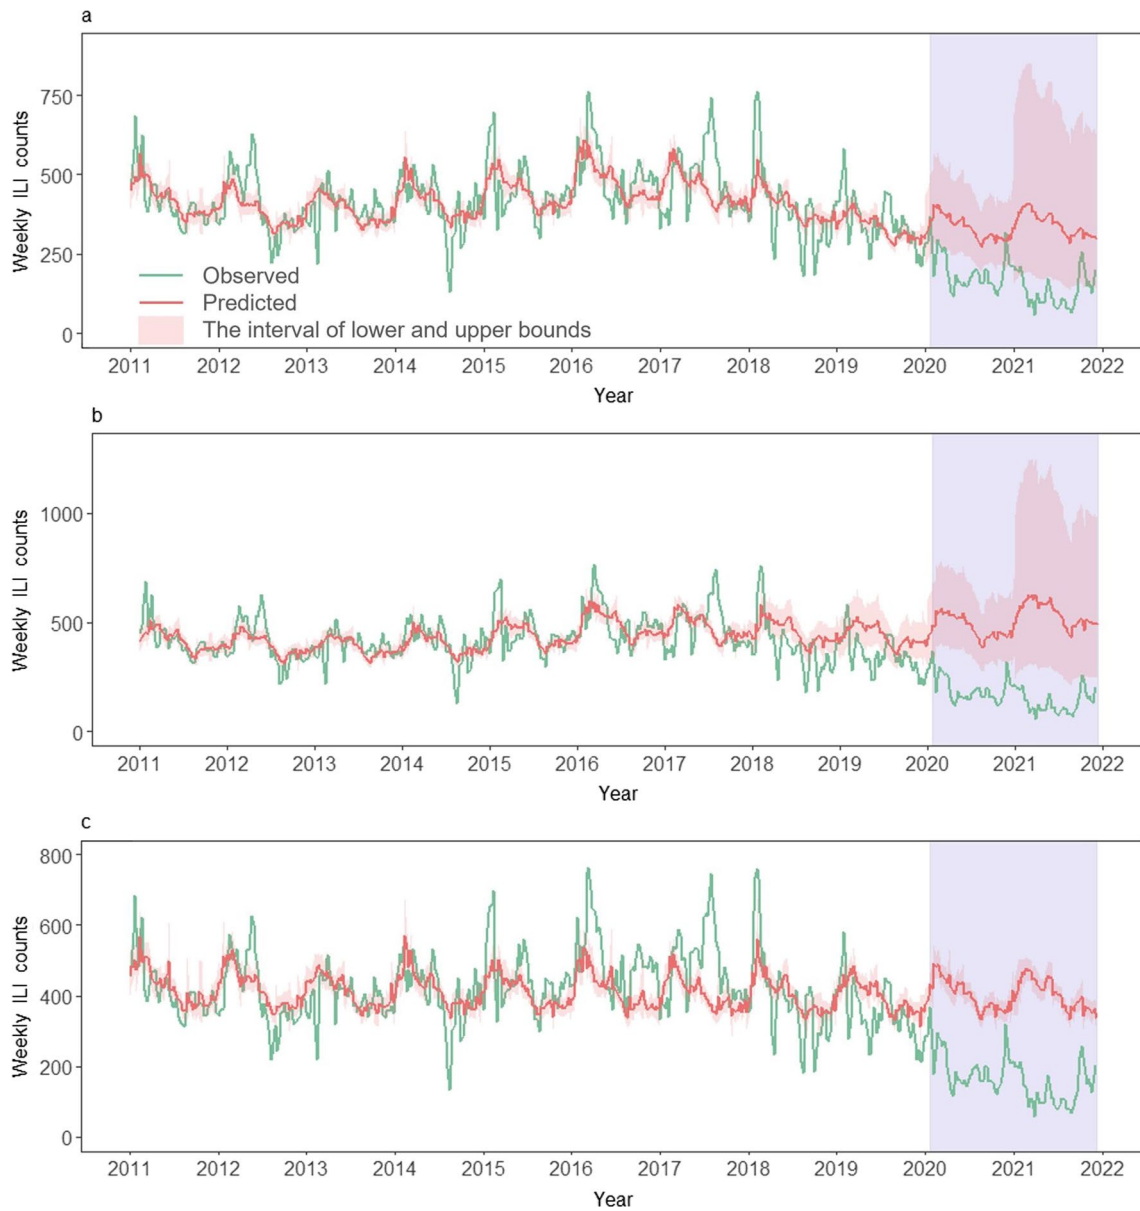 a
Weekly ILI counts
750
500
250
0
Observed
Predicted
The interval of lower and upper bounds
2011 2012 2013 2014 2015 2016 2017 2018 2019 2020 2021 2022
Year
b
Weekly ILI counts
1000
500
0
2011 2012 2013 2014 2015 2016 2017 2018 2019 2020 2021 2022
Year
c
Weekly ILI counts
800
600
400
200
0
2011 2012 2013 2014 2015 2016 2017 2018 2019 2020 2021 2022
Year